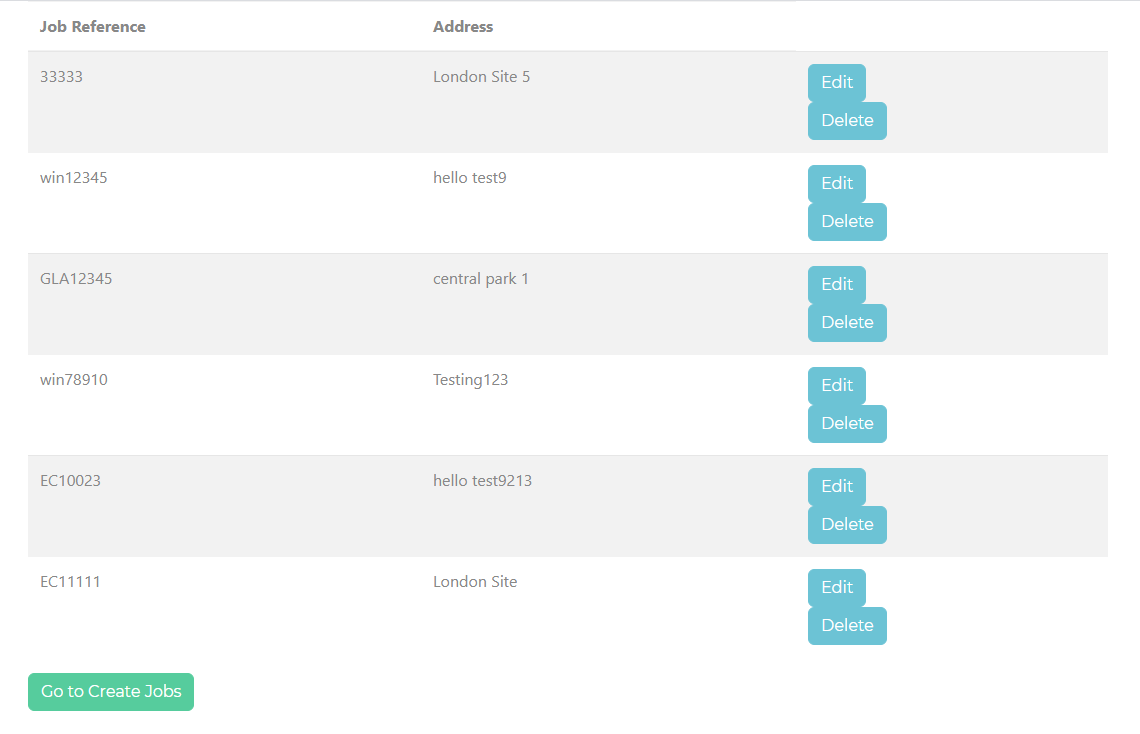 Job Reference Address
33333 London Site 5 Edit
Delete
win12345 hello test9 Edit
Delete
GLA12345 central park 1 Edit
Delete
win78910 Testing123 Edit
Delete
EC10023 hello test9213 Edit
Delete
EC11111 London Site Edit
Delete
Go to Create Jobs